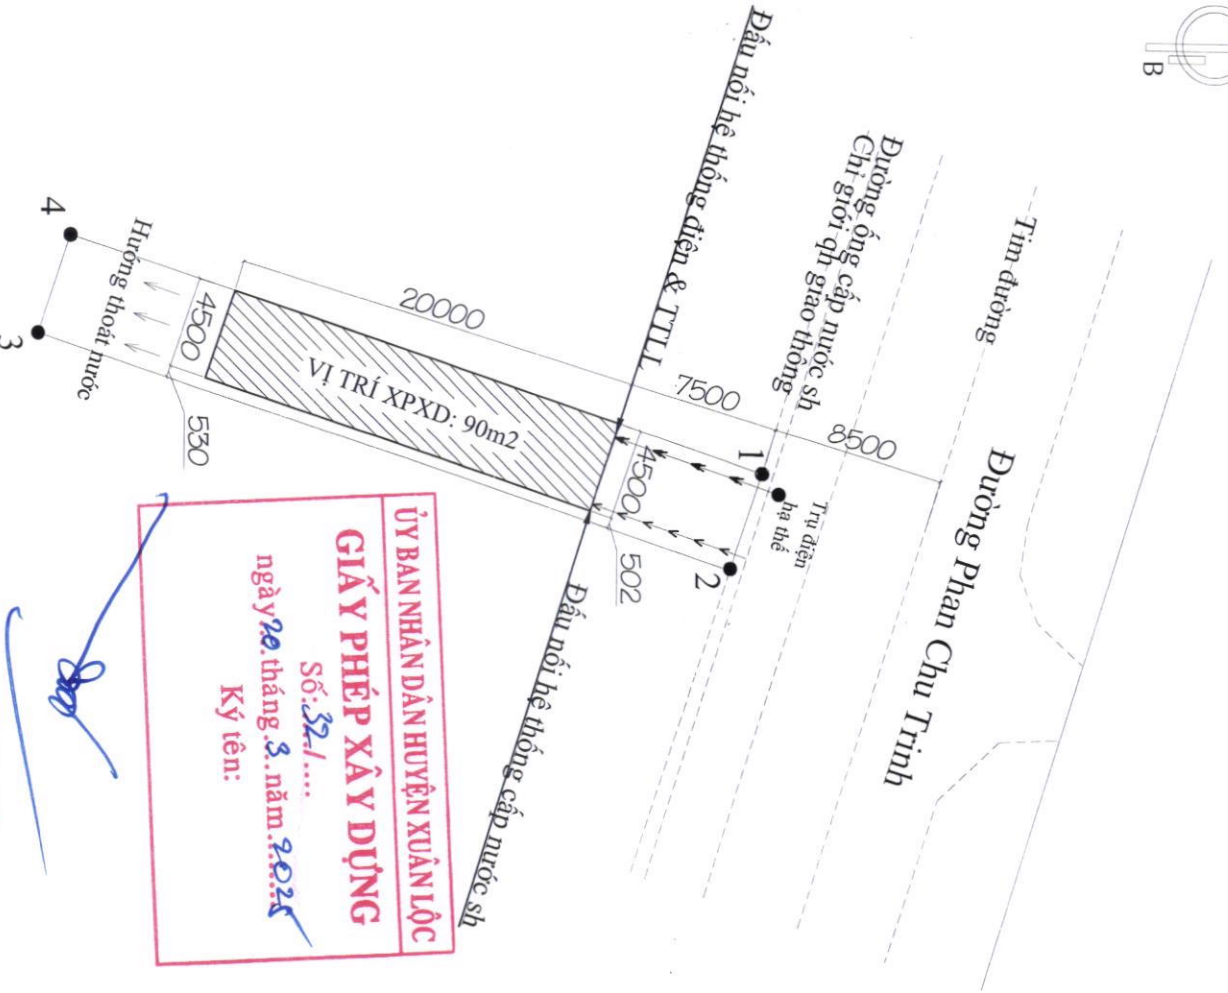 B
Đấu nối hệ thống điện & TTLL
Đường ống cấp nước sh
Chỉ giới qh giao thông
Tim đường
Đường Phan Chu Trinh
8500
7500
20000
Trụ điện
hạ thế
1
2
4500
502
VỊ TRÍ XPXD: 90m2
4500
530
Hướng thoát nước
4
3
Đấu nối hệ thống cấp nước sh
ỦY BAN NHÂN DÂN HUYỆN XUÂN LỘC
GIẤY PHÉP XÂY DỰNG
Số: 32/....
ngày 20 tháng 3 năm 2025
Ký tên: